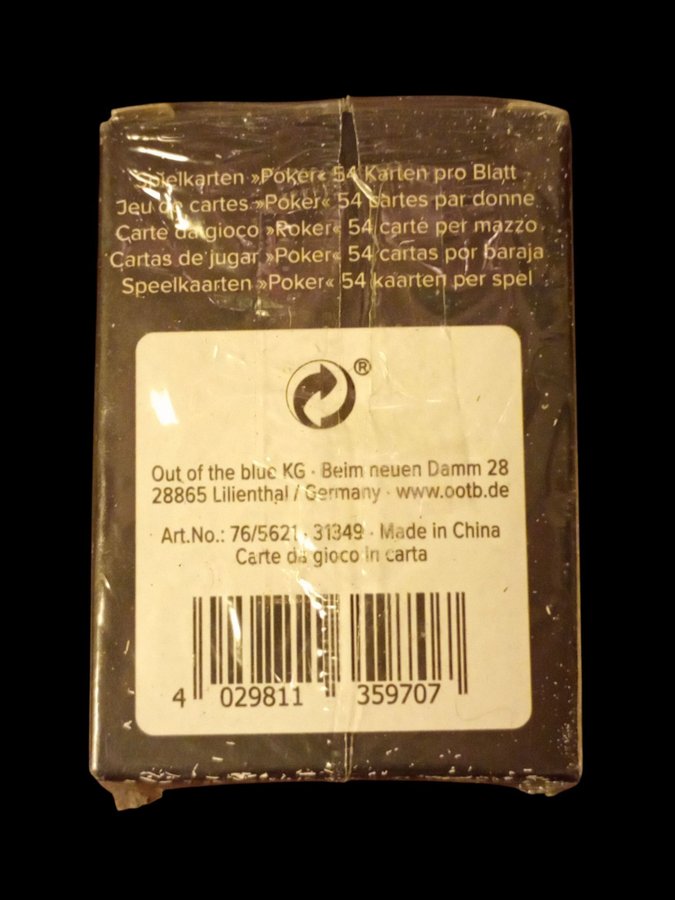 Spielkarten »Poker« 54 Karten pro Blatt
Jeu de cartes »Poker« 54 cartes par donne
Carte da gioco »Poker« 54 carte per mazzo
Cartas de jugar »Poker« 54 cartas por baraja
Speelkaarten »Poker« 54 kaarten per spel
®
Out of the blue KG · Beim neuen Damm 28
28865 Lilienthal / Germany · www.ootb.de
Art.No.: 76/5621 · 31349 · Made in China
Carte da gioco in carta
4 029811 359707